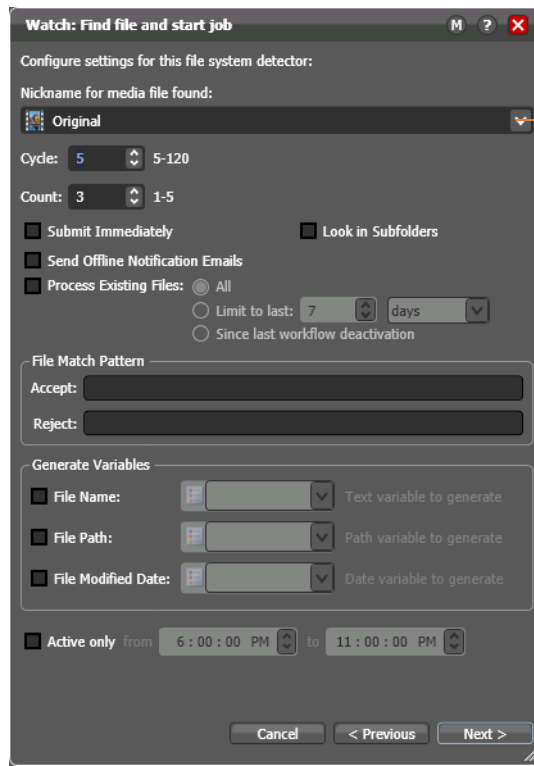 Watch: Find file and start job M ?
Configure settings for this file system detector:
Nickname for media file found:
Original
Cycle: 5 5-120
Count: 3 1-5
Submit Immediately Look in Subfolders
Send Offline Notification Emails
Process Existing Files: All
Limit to last: 7 days
Since last workflow deactivation
File Match Pattern
Accept:
Reject:
Generate Variables
File Name: Text variable to generate
File Path: Path variable to generate
File Modified Date: Date variable to generate
Active only from 6:00:00 PM to 11:00:00 PM
Cancel < Previous Next >